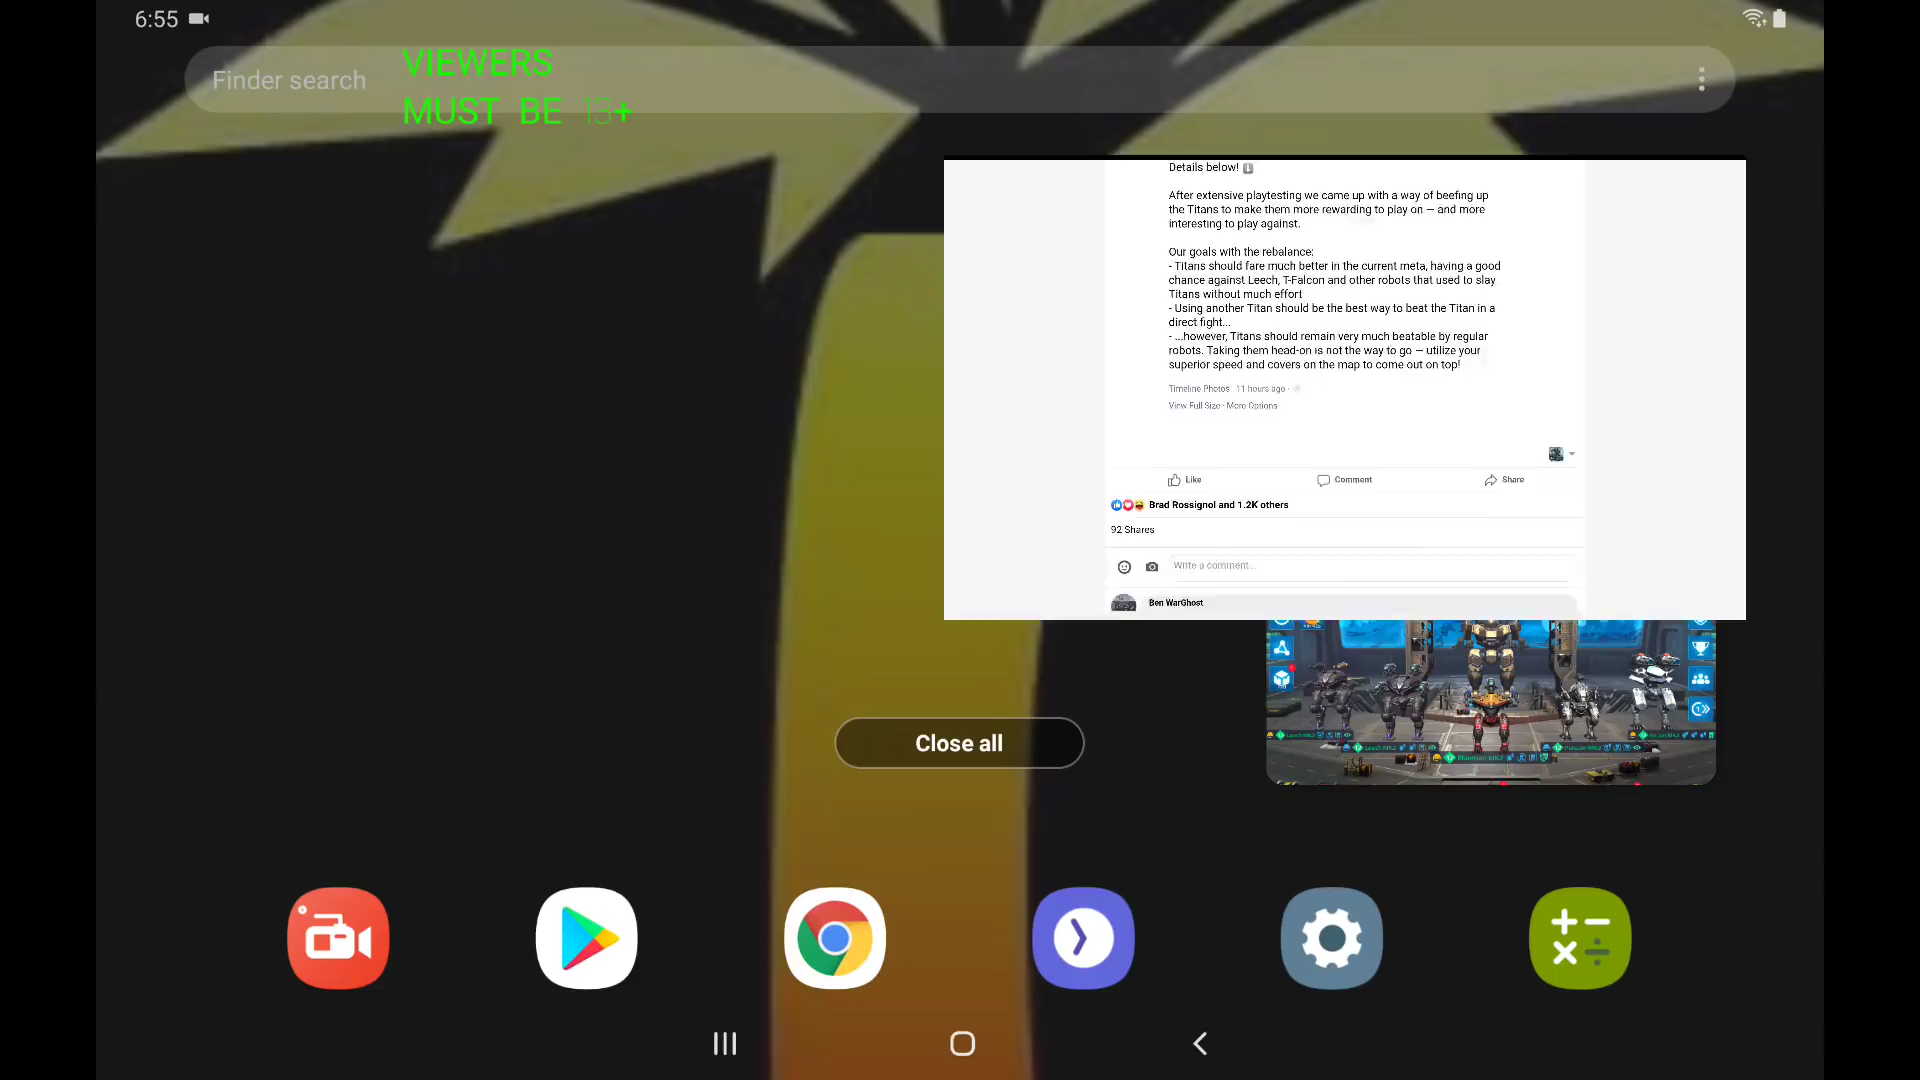 6:55
Finder search
VIEWERS
MUST BE 13+
Details below!
After extensive playtesting we came up with a way of beefing up
the Titans to make them more rewarding to play on — and more
interesting to play against.
Our goals with the rebalance:
- Titans should fare much better in the current meta, having a good
chance against Leech, T-Falcon and other robots that used to slay
Titans without much effort
- Using another Titan should be the best way to beat the Titan in a
direct fight...
- ...however, Titans should remain very much beatable by regular
robots. Taking them head-on is not the way to go — utilize your
superior speed and covers on the map to come out on top!
Timeline Photos · 11 hours ago ·
View Full Size · More Options
Like
Comment
Share
Brad Rossignol and 1.2K others
92 Shares
Write a comment...
Ben WarGhost
Leech MK2
Leech MK2
Phantom MK2
Close all